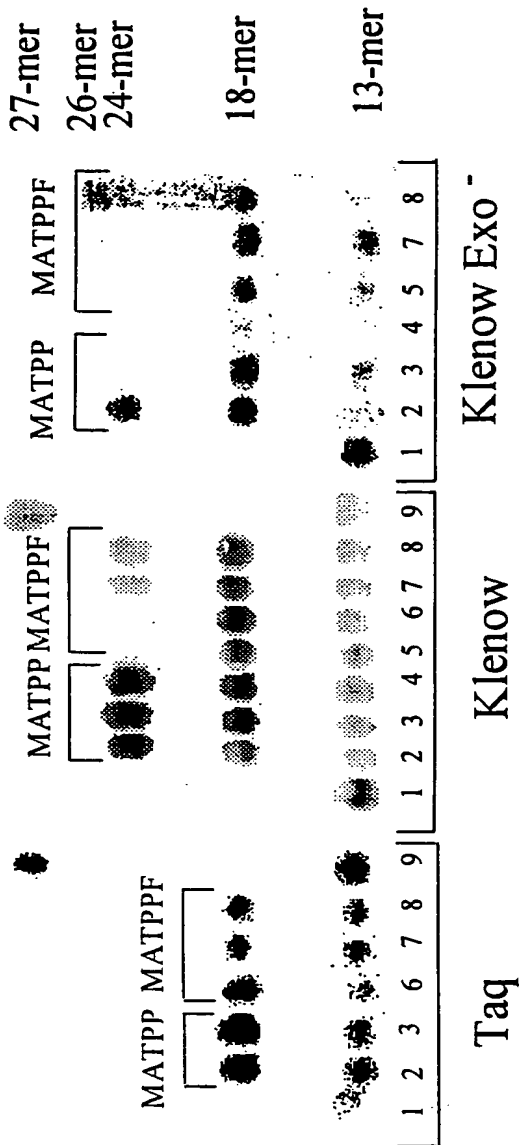 27-mer
26-mer
24-mer
18-mer
13-mer
MATPP MATPPF
MATPP MATPPF
MATPP MATPPF
1 2 3 6 7 8 9
1 2 3 4 5 6 7 8 9
1 2 3 4 5 7 8
Taq
Klenow
Klenow Exo⁻